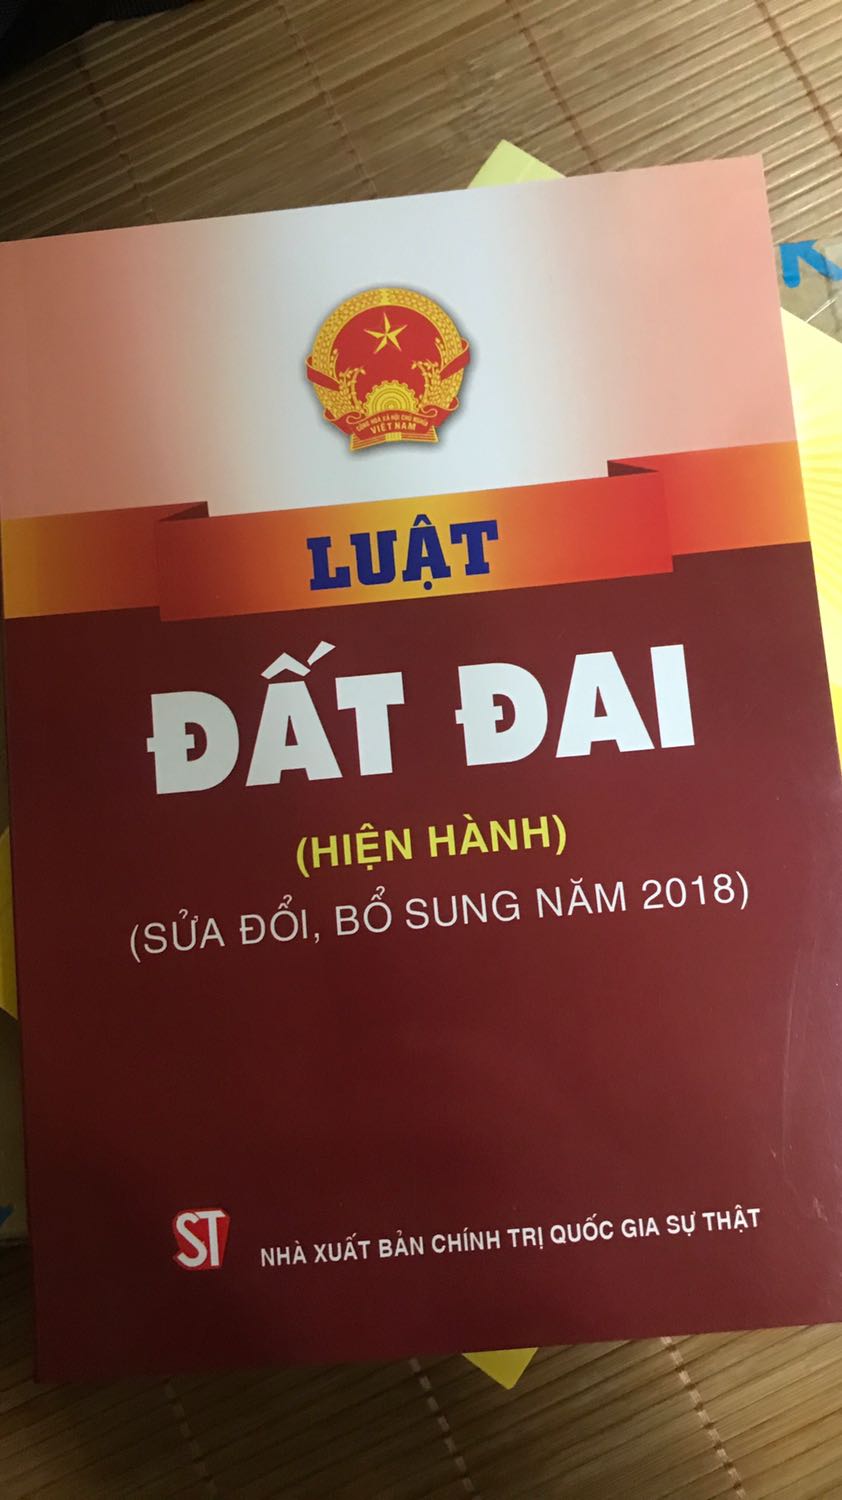 CỘNG HOÀ XÃ HỘI CHỦ NGHĨA
VIỆT NAM
LUẬT
ĐẤT ĐAI
(HIỆN HÀNH)
(SỬA ĐỔI, BỔ SUNG NĂM 2018)
ST
NHÀ XUẤT BẢN CHÍNH TRỊ QUỐC GIA SỰ THẬT